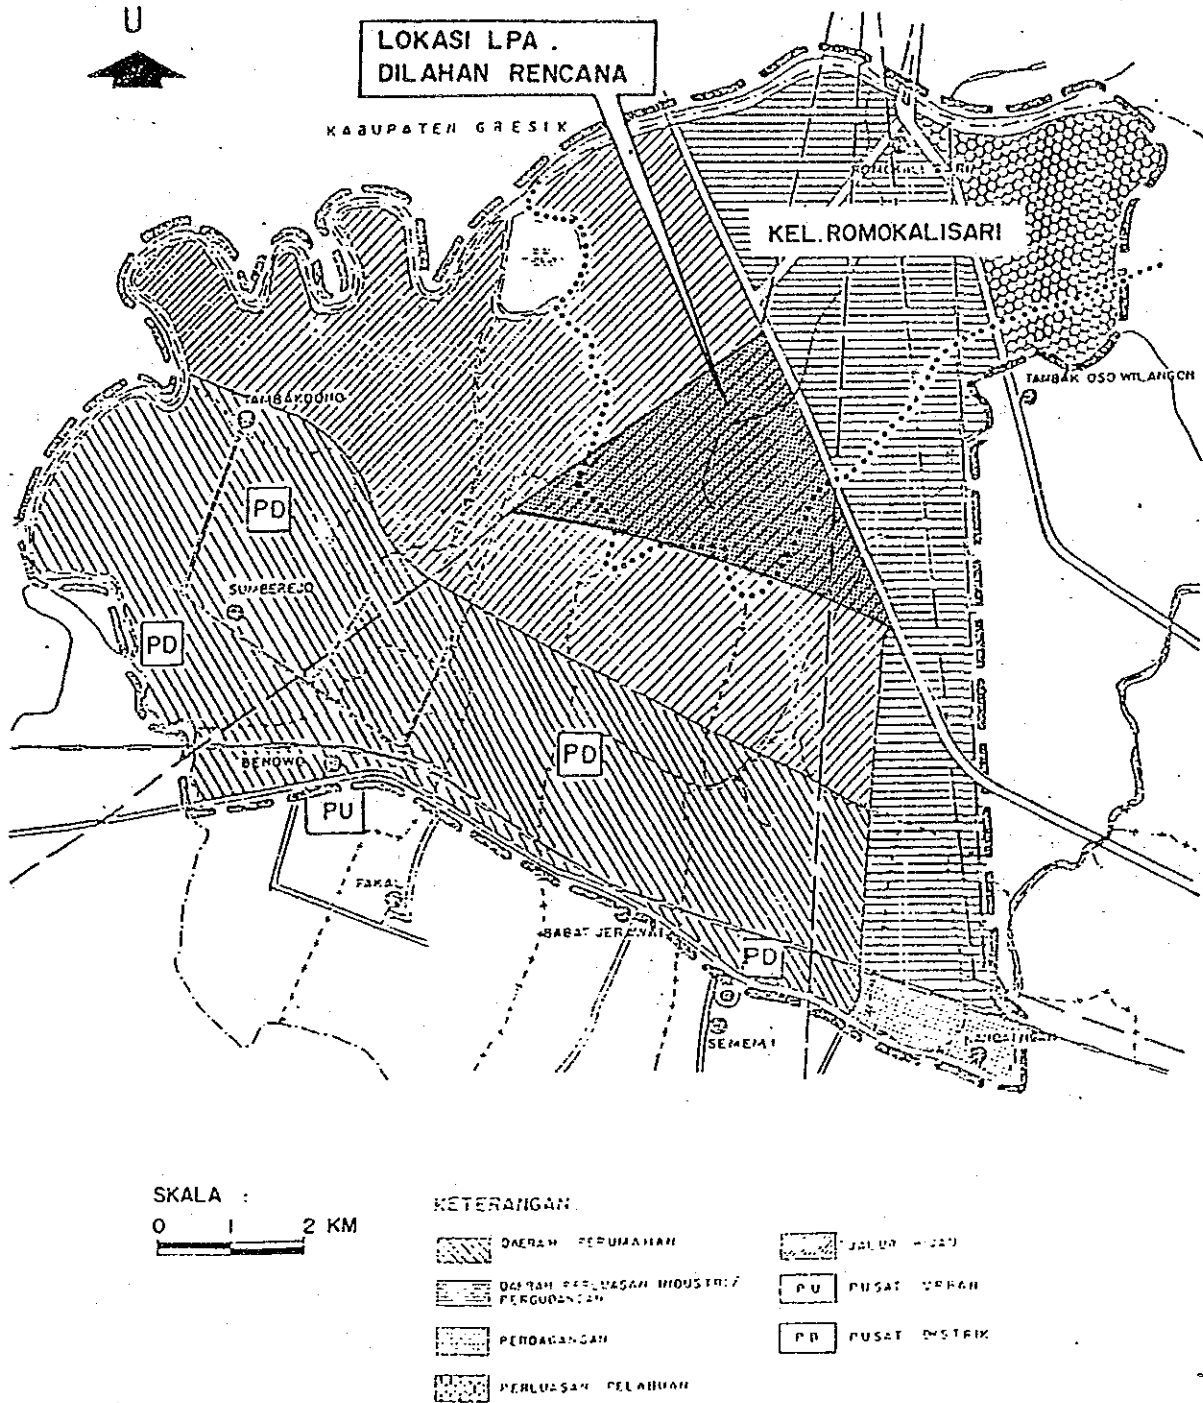 U
LOKASI LPA .
DILAHAN RENCANA
KABUPATEN GRESIK
KEL.ROMOKALISARI
TAMBAK OSO WILANGON
TAMBAKDONO
PD
SUMBEREJO
PD
PD
BENOWO
PU
PAKAL
BABAT JERAWAT
PD
SEMEMI
SKALA :
0 1 2 KM
KETERANGAN
DAERAH PERUMAHAN
JALUR HIJAU
DAERAH PERLUASAN INDUSTRI/
PERGUDANGAN
PU PUSAT URBAN
PERDAGANGAN
PD PUSAT DISTRIK
PERLUASAN PELABUHAN